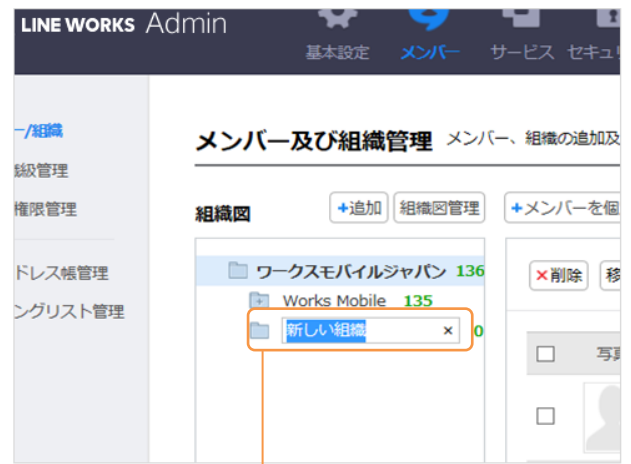 LINE WORKS Admin
基本設定 メンバー サービス セキュリ
ー/組織
級管理
権限管理
ドレス帳管理
ングリスト管理
メンバー及び組織管理 メンバー、組織の追加及
組織図 +追加 組織図管理 +メンバーを個
ワークスモバイルジャパン 136
Works Mobile 135
新しい組織 × 0
×削除 移
写真